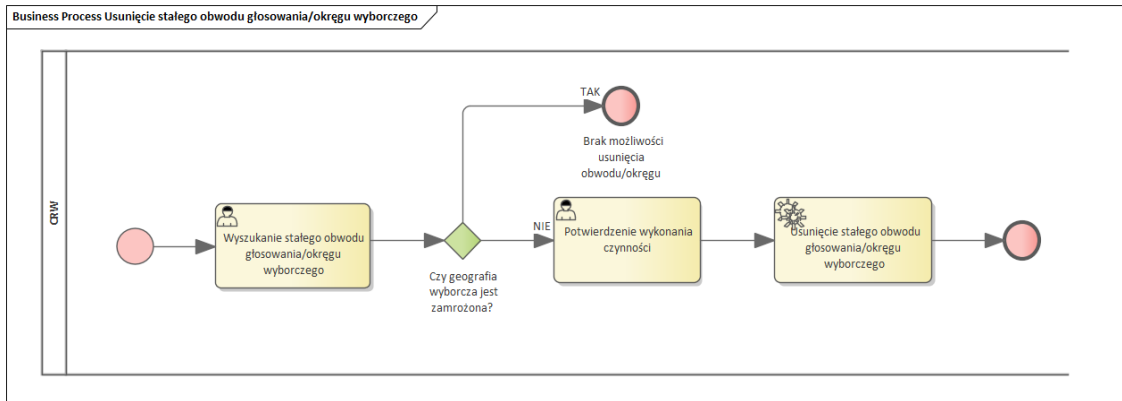 Business Process Usunięcie stałego obwodu głosowania/okręgu wyborczego
CRW
TAK
Brak możliwości
usunięcia
obwodu/okręgu
Wyszukanie stałego obwodu
głosowania/okręgu
wyborczego
Czy geografia
wyborcza jest
zamrożona?
NIE
Potwierdzenie wykonania
czynności
Usunięcie stałego obwodu
głosowania/okręgu
wyborczego